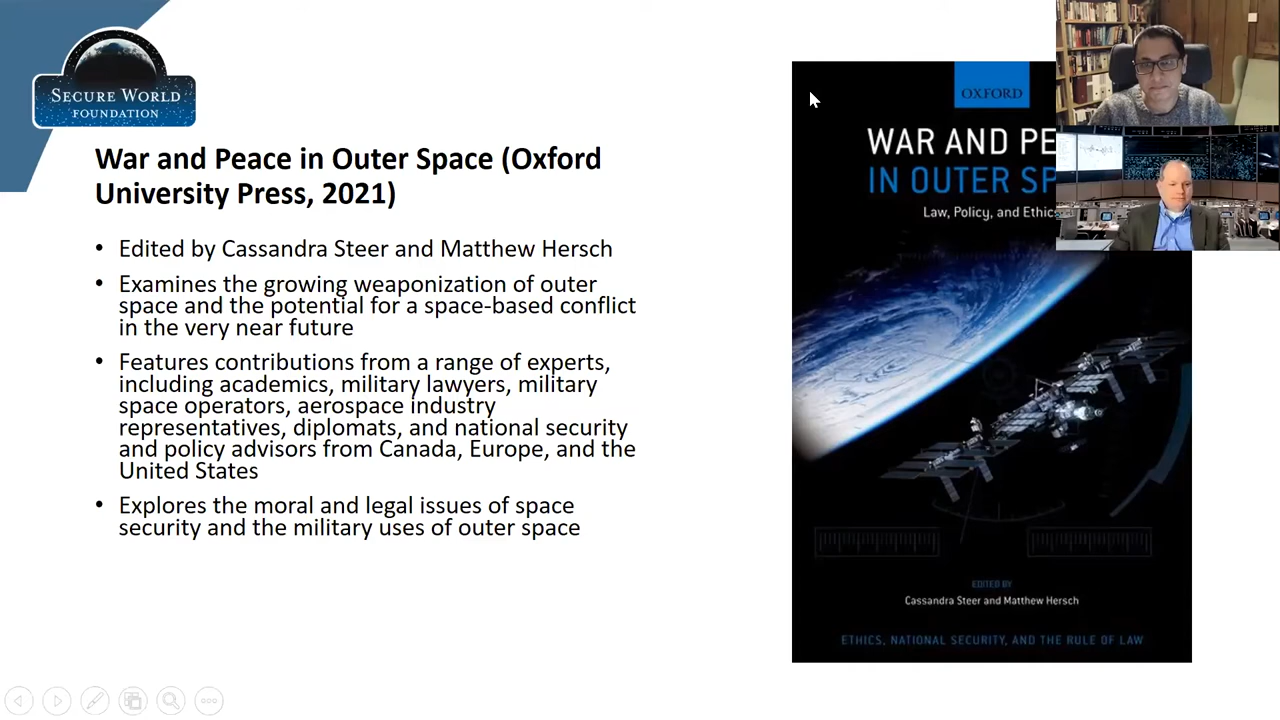 SECURE WORLD
FOUNDATION
War and Peace in Outer Space (Oxford
University Press, 2021)
• Edited by Cassandra Steer and Matthew Hersch
• Examines the growing weaponization of outer
space and the potential for a space-based conflict
in the very near future
• Features contributions from a range of experts,
including academics, military lawyers, military
space operators, aerospace industry
representatives, diplomats, and national security
and policy advisors from Canada, Europe, and the
United States
• Explores the moral and legal issues of space
security and the military uses of outer space
OXFORD
WAR AND PE
IN OUTER SP
Law, Policy, and Ethics
EDITED BY
Cassandra Steer and Matthew Hersch
ETHICS, NATIONAL SECURITY, AND THE RULE OF LAW